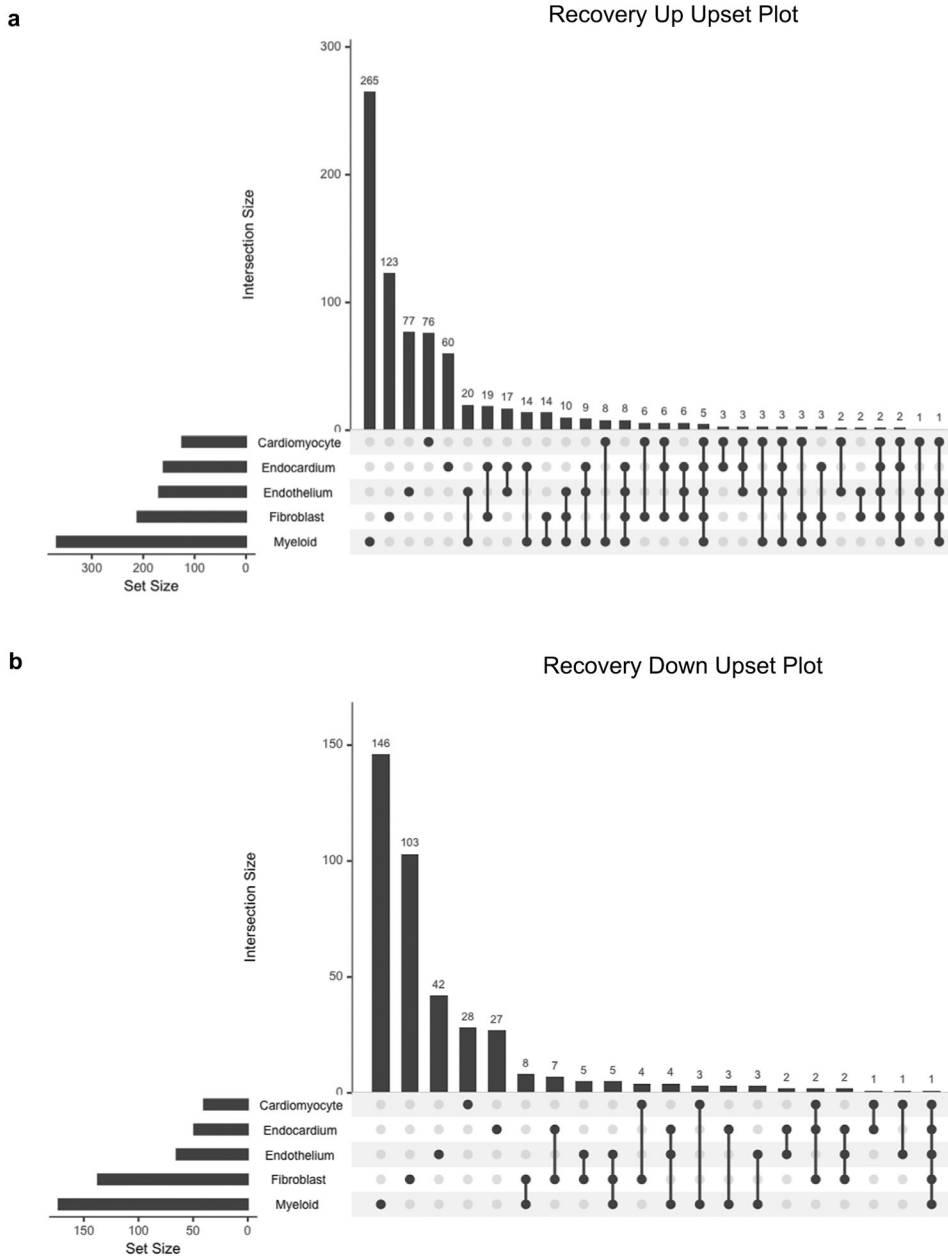 a
Recovery Up Upset Plot
300
200
100
0
Intersection Size
265 123 77 76 60 20 19 17 14 14 10 9 8 8 6 6 6 5 3 3 3 3 3 3 2 2 2 2 1 1
Cardiomyocyte
Endocardium
Endothelium
Fibroblast
Myeloid
300 200 100 0
Set Size
b
Recovery Down Upset Plot
150
100
50
0
Intersection Size
146 103 42 28 27 8 7 5 5 4 4 3 3 3 2 2 2 1 1 1
Cardiomyocyte
Endocardium
Endothelium
Fibroblast
Myeloid
150 100 50 0
Set Size